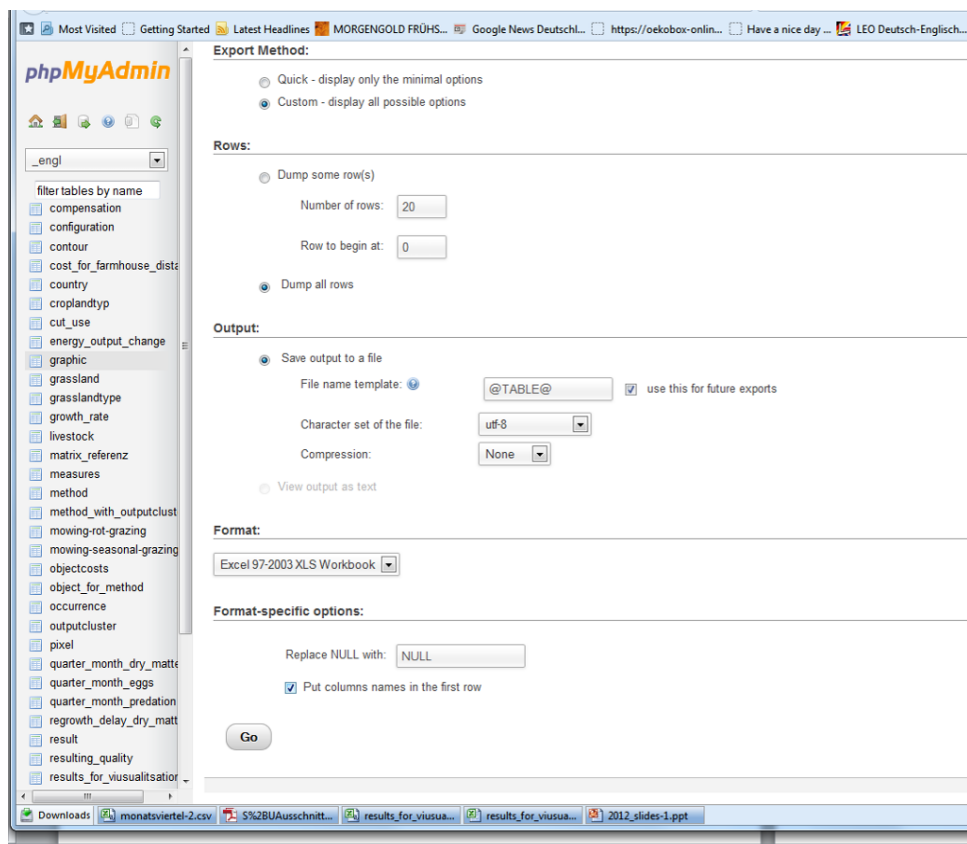 Most Visited Getting Started Latest Headlines MORGENGOLD FRÜHS... Google News Deutschl... https://oekobox-onlin... Have a nice day ... LEO Deutsch-Englisch...
phpMyAdmin
_engl
filter tables by name
compensation
configuration
contour
cost_for_farmhouse_dista
country
croplandtyp
cut_use
energy_output_change
graphic
grassland
grasslandtype
growth_rate
livestock
matrix_referenz
measures
method
method_with_outputclust
mowing-rot-grazing
mowing-seasonal-grazing
objectcosts
object_for_method
occurrence
outputcluster
pixel
quarter_month_dry_matte
quarter_month_eggs
quarter_month_predation
regrowth_delay_dry_matt
result
resulting_quality
results_for_viusualitsation
Export Method:
Quick - display only the minimal options
Custom - display all possible options
Rows:
Dump some row(s)
Number of rows: 20
Row to begin at: 0
Dump all rows
Output:
Save output to a file
File name template: @TABLE@ use this for future exports
Character set of the file: utf-8
Compression: None
View output as text
Format:
Excel 97-2003 XLS Workbook
Format-specific options:
Replace NULL with: NULL
Put columns names in the first row
Go
Downloads monatsviertel-2.csv S%2BUAusschnitt... results_for_viusua... results_for_viusua... 2012_slides-1.ppt